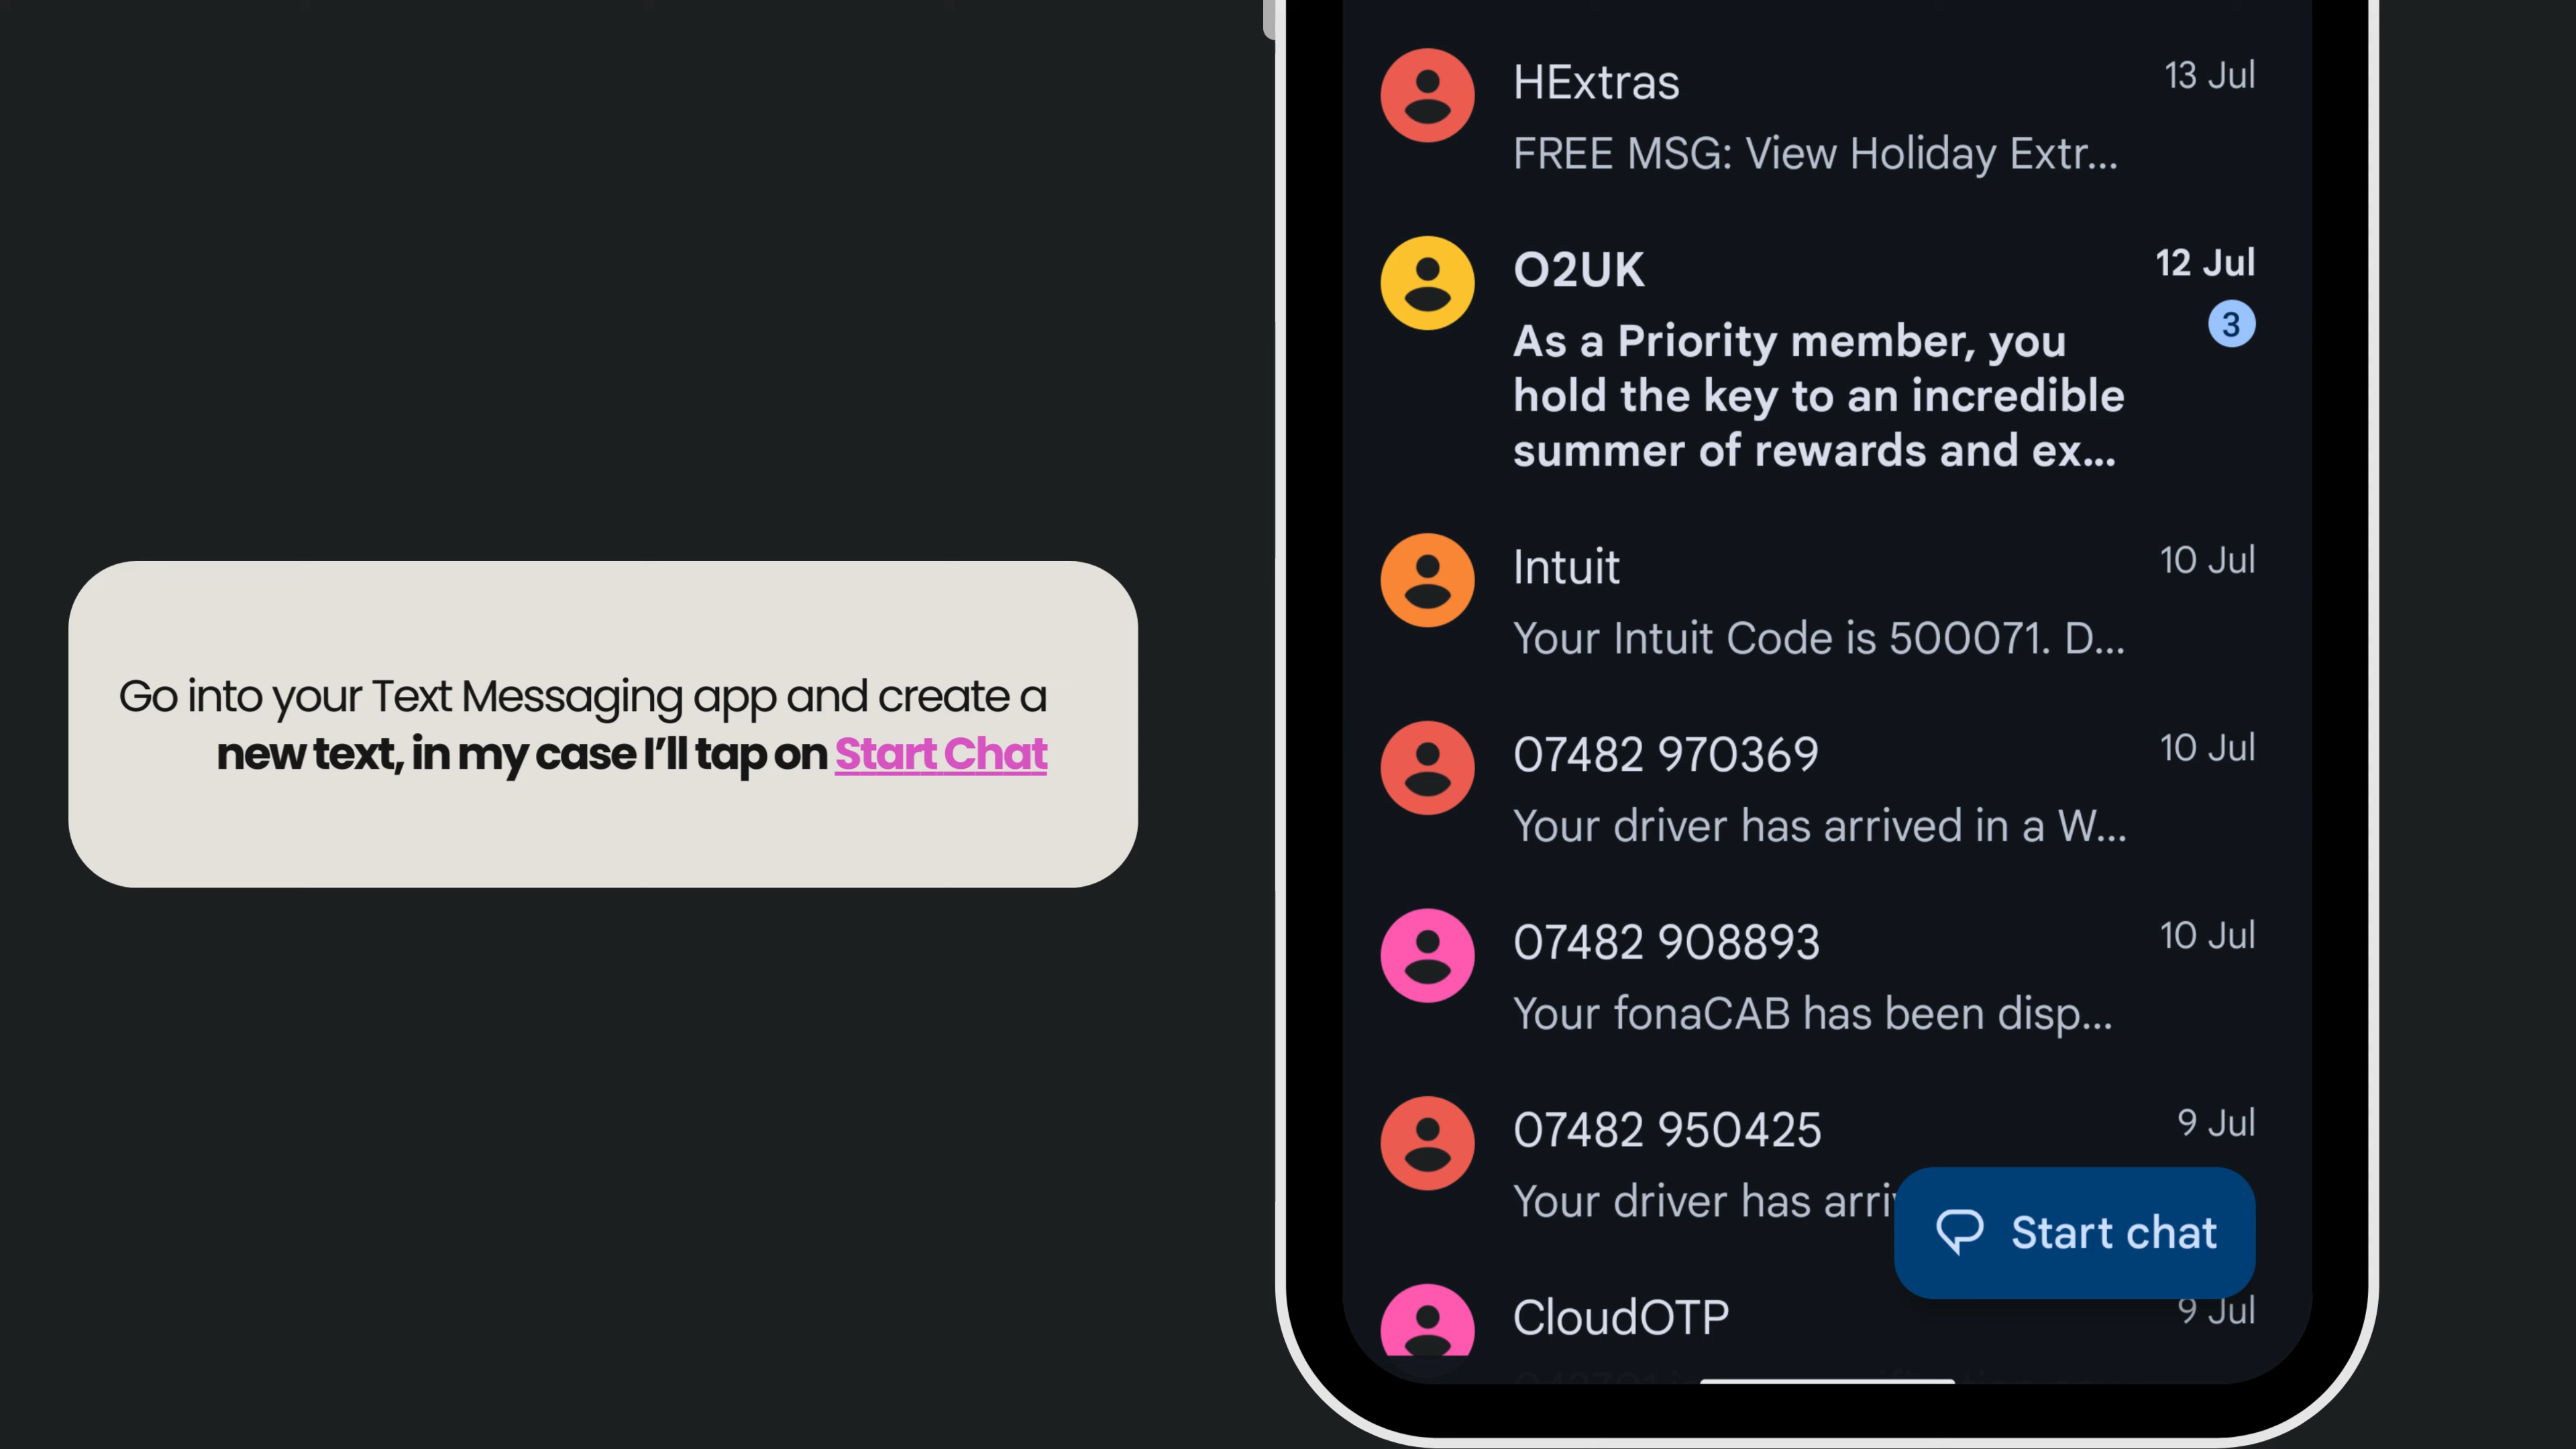 Go into your Text Messaging app and create a
new text, in my case I'll tap on Start Chat
HExtras
13 Jul
FREE MSG: View Holiday Extr...
O2UK
12 Jul
3
As a Priority member, you
hold the key to an incredible
summer of rewards and ex...
Intuit
10 Jul
Your Intuit Code is 500071. D...
07482 970369
10 Jul
Your driver has arrived in a W...
07482 908893
10 Jul
Your fonaCAB has been disp...
07482 950425
9 Jul
Your driver has arriv
Start chat
CloudOTP
9 Jul